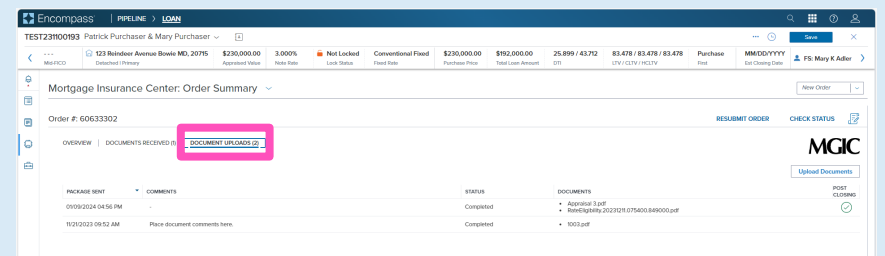 Encompass | PIPELINE > LOAN
TEST231100193 Patrick Purchaser & Mary Purchaser
Save
--- 123 Reindeer Avenue Bowie MD, 20715 $230,000.00 3.000% Not Locked Conventional Fixed $230,000.00 $192,000.00 25.899 / 43.712 83.478 / 83.478 / 83.478 Purchase MM/DD/YYYY FS: Mary K Adler
Mid-FICO Detached | Primary Appraised Value Note Rate Lock Status Fixed Rate Purchase Price Total Loan Amount DTI LTV / CLTV / HCLTV First Est Closing Date
Mortgage Insurance Center: Order Summary
New Order
Order #: 60633302
RESUBMIT ORDER CHECK STATUS
OVERVIEW | DOCUMENTS RECEIVED (1) DOCUMENT UPLOADS (2)
MGIC
Upload Documents
PACKAGE SENT COMMENTS STATUS DOCUMENTS POST CLOSING
01/09/2024 04:56 PM - Completed • Appraisal 3.pdf
• RateEligibility.20231211.075400.849000.pdf
11/21/2023 09:52 AM Place document comments here. Completed • 1003.pdf